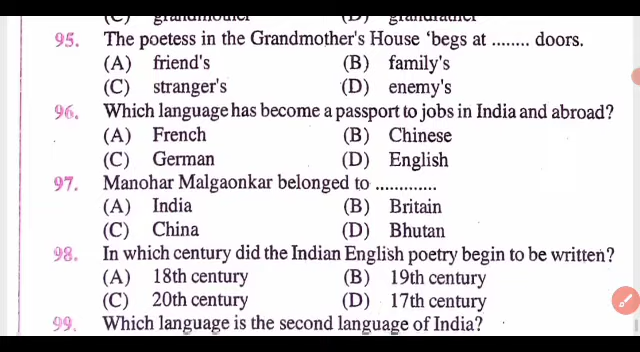 (C) grandmother (D) grandfather
95. The poetess in the Grandmother's House ‘begs at ........ doors.
(A) friend's (B) family's
(C) stranger's (D) enemy's
96. Which language has become a passport to jobs in India and abroad?
(A) French (B) Chinese
(C) German (D) English
97. Manohar Malgaonkar belonged to .............
(A) India (B) Britain
(C) China (D) Bhutan
98. In which century did the Indian English poetry begin to be written?
(A) 18th century (B) 19th century
(C) 20th century (D) 17th century
99. Which language is the second language of India?